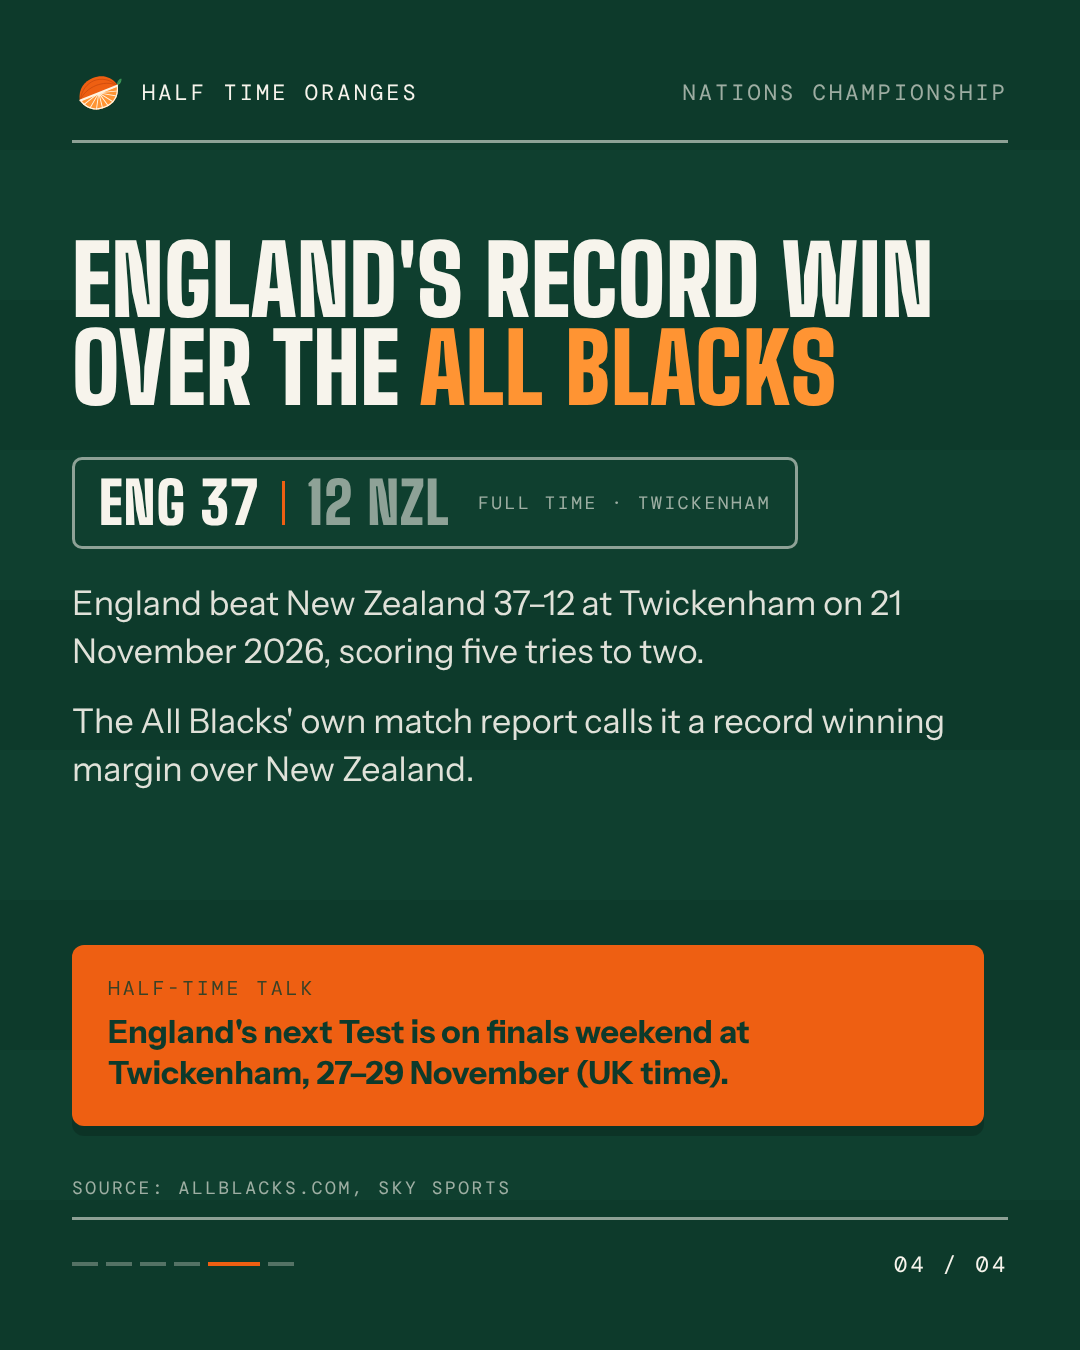 HALF TIME ORANGES
NATIONS CHAMPIONSHIP
ENGLAND'S RECORD WIN
OVER THE ALL BLACKS
ENG 37 | 12 NZL FULL TIME · TWICKENHAM
England beat New Zealand 37–12 at Twickenham on 21
November 2026, scoring five tries to two.
The All Blacks' own match report calls it a record winning
margin over New Zealand.
HALF-TIME TALK
England's next Test is on finals weekend at
Twickenham, 27–29 November (UK time).
SOURCE: ALLBLACKS.COM, SKY SPORTS
04 / 04